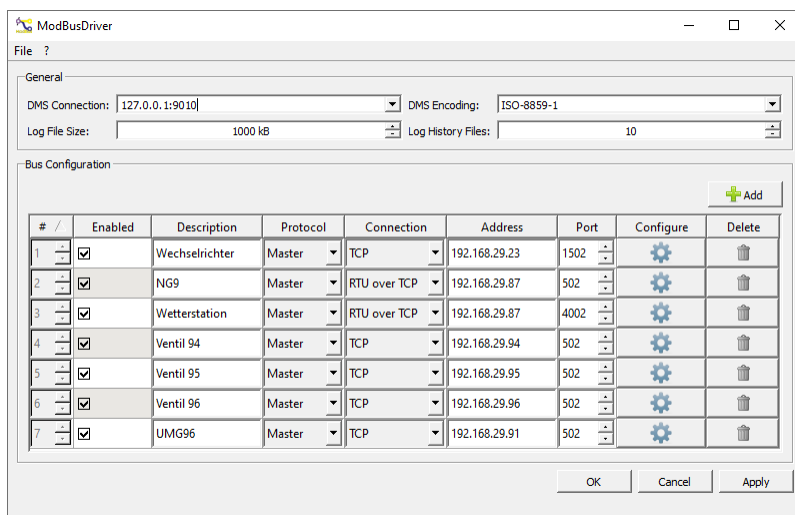 ModBusDriver
File ?
General
DMS Connection: 127.0.0.1:9010 DMS Encoding: ISO-8859-1
Log File Size: 1000 kB Log History Files: 10
Bus Configuration
Add
# Enabled Description Protocol Connection Address Port Configure Delete
1 Wechselrichter Master TCP 192.168.29.23 1502
2 NG9 Master RTU over TCP 192.168.29.87 502
3 Wetterstation Master RTU over TCP 192.168.29.87 4002
4 Ventil 94 Master TCP 192.168.29.94 502
5 Ventil 95 Master TCP 192.168.29.95 502
6 Ventil 96 Master TCP 192.168.29.96 502
7 UMG96 Master TCP 192.168.29.91 502
OK Cancel Apply